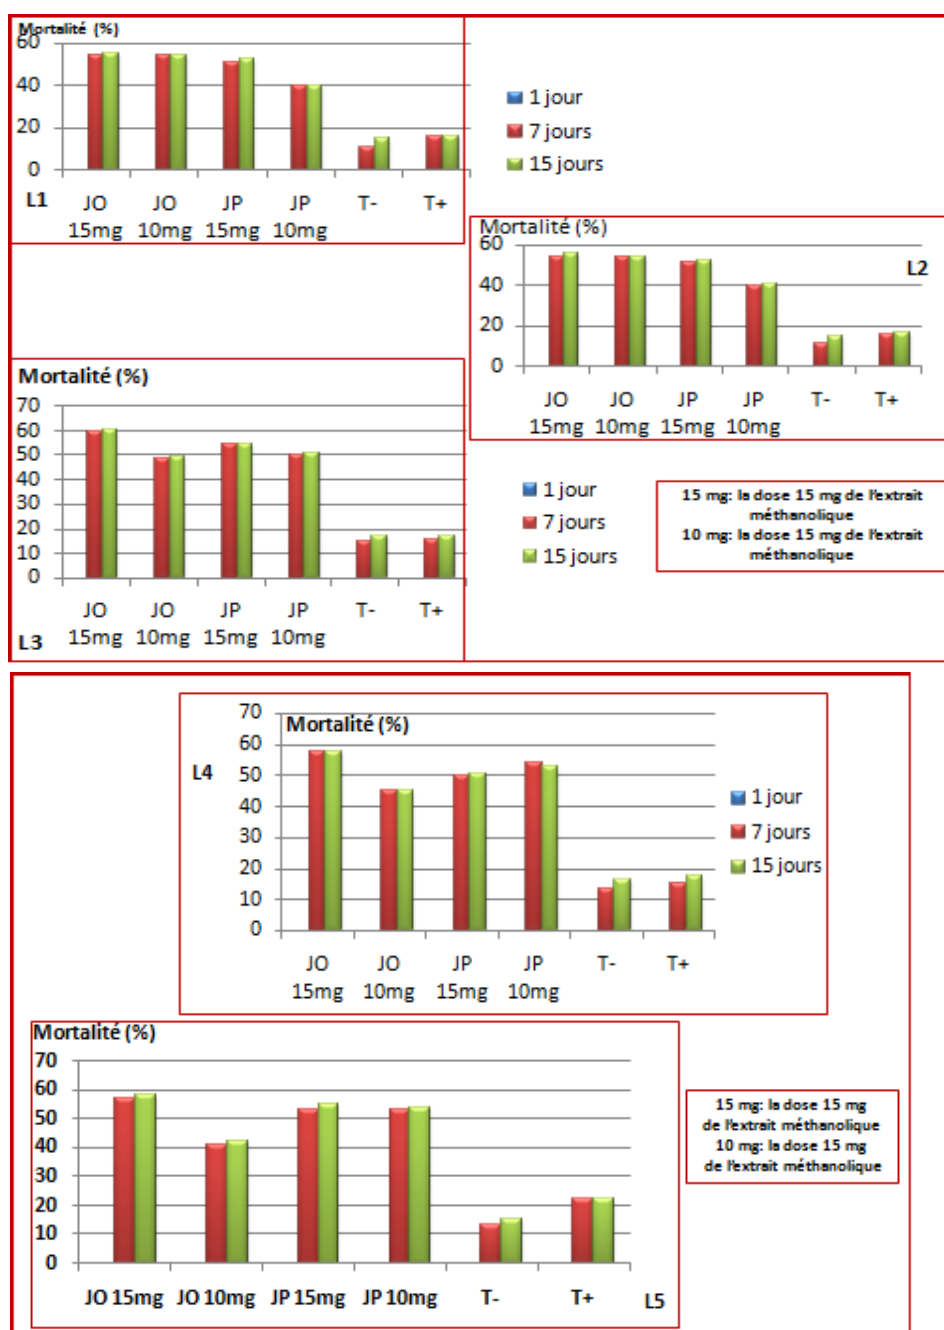 Mortalité (%)
60
40
20
0
L1
JO JO JP JP T- T+
15mg 10mg 15mg 10mg
1 jour
7 jours
15 jours
Mortalité (%)
60
40
20
0
L2
JO JO JP JP T- T+
15mg 10mg 15mg 10mg
Mortalité (%)
70
60
50
40
30
20
10
0
JO JO JP JP T- T+
15mg 10mg 15mg 10mg
L3
1 jour
7 jours
15 jours
15 mg: la dose 15 mg de l'extrait
méthanolique
10 mg: la dose 15 mg de l'extrait
méthanolique
L4
Mortalité (%)
70
60
50
40
30
20
10
0
JO JO JP JP T- T+
15mg 10mg 15mg 10mg
1 jour
7 jours
15 jours
Mortalité (%)
70
60
50
40
30
20
10
0
JO 15mg JO 10mg JP 15mg JP 10mg T- T+ L5
15 mg: la dose 15 mg
de l'extrait méthanolique
10 mg: la dose 15 mg
de l'extrait méthanolique